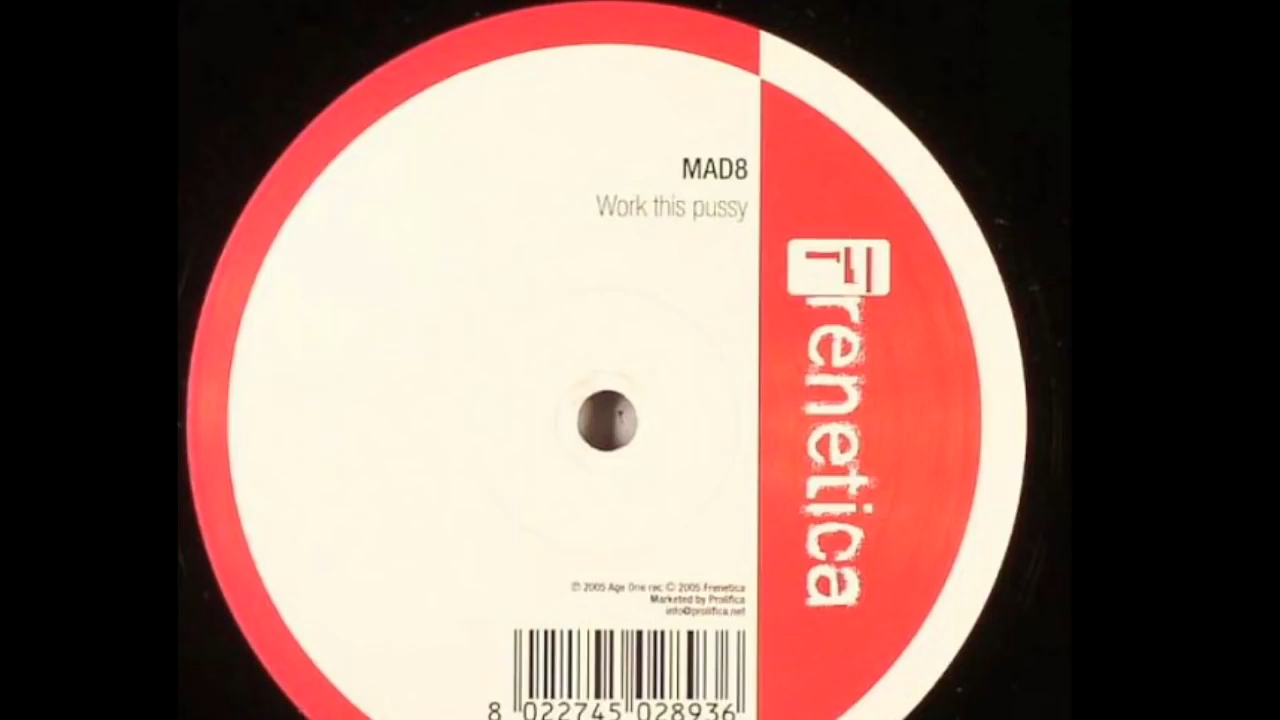 MAD8
Work this pussy
Frenetica
℗ 2005 Age One rec © 2005 Frenetica
Marketed by Prolifica
info@prolifica.net
8 022745 028936